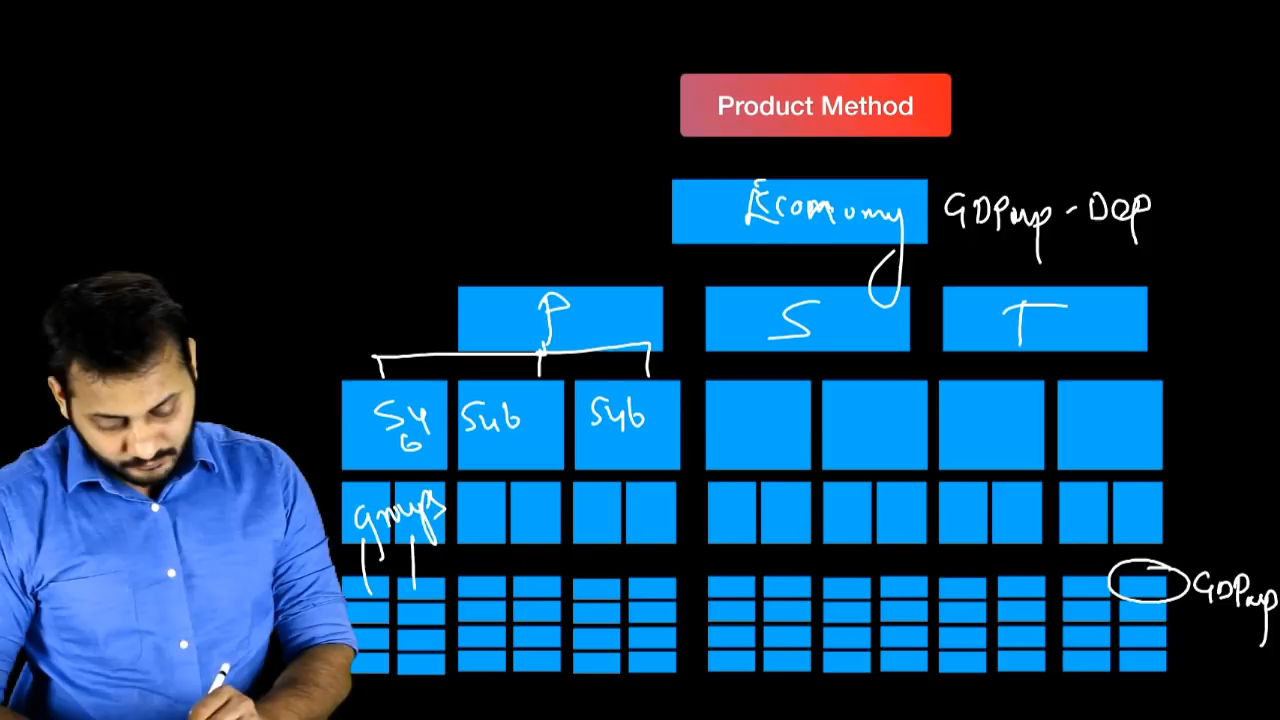 Product Method
Economy GDPmp - Dep
P S T
Sub Sub Sub
groups
GDPmp